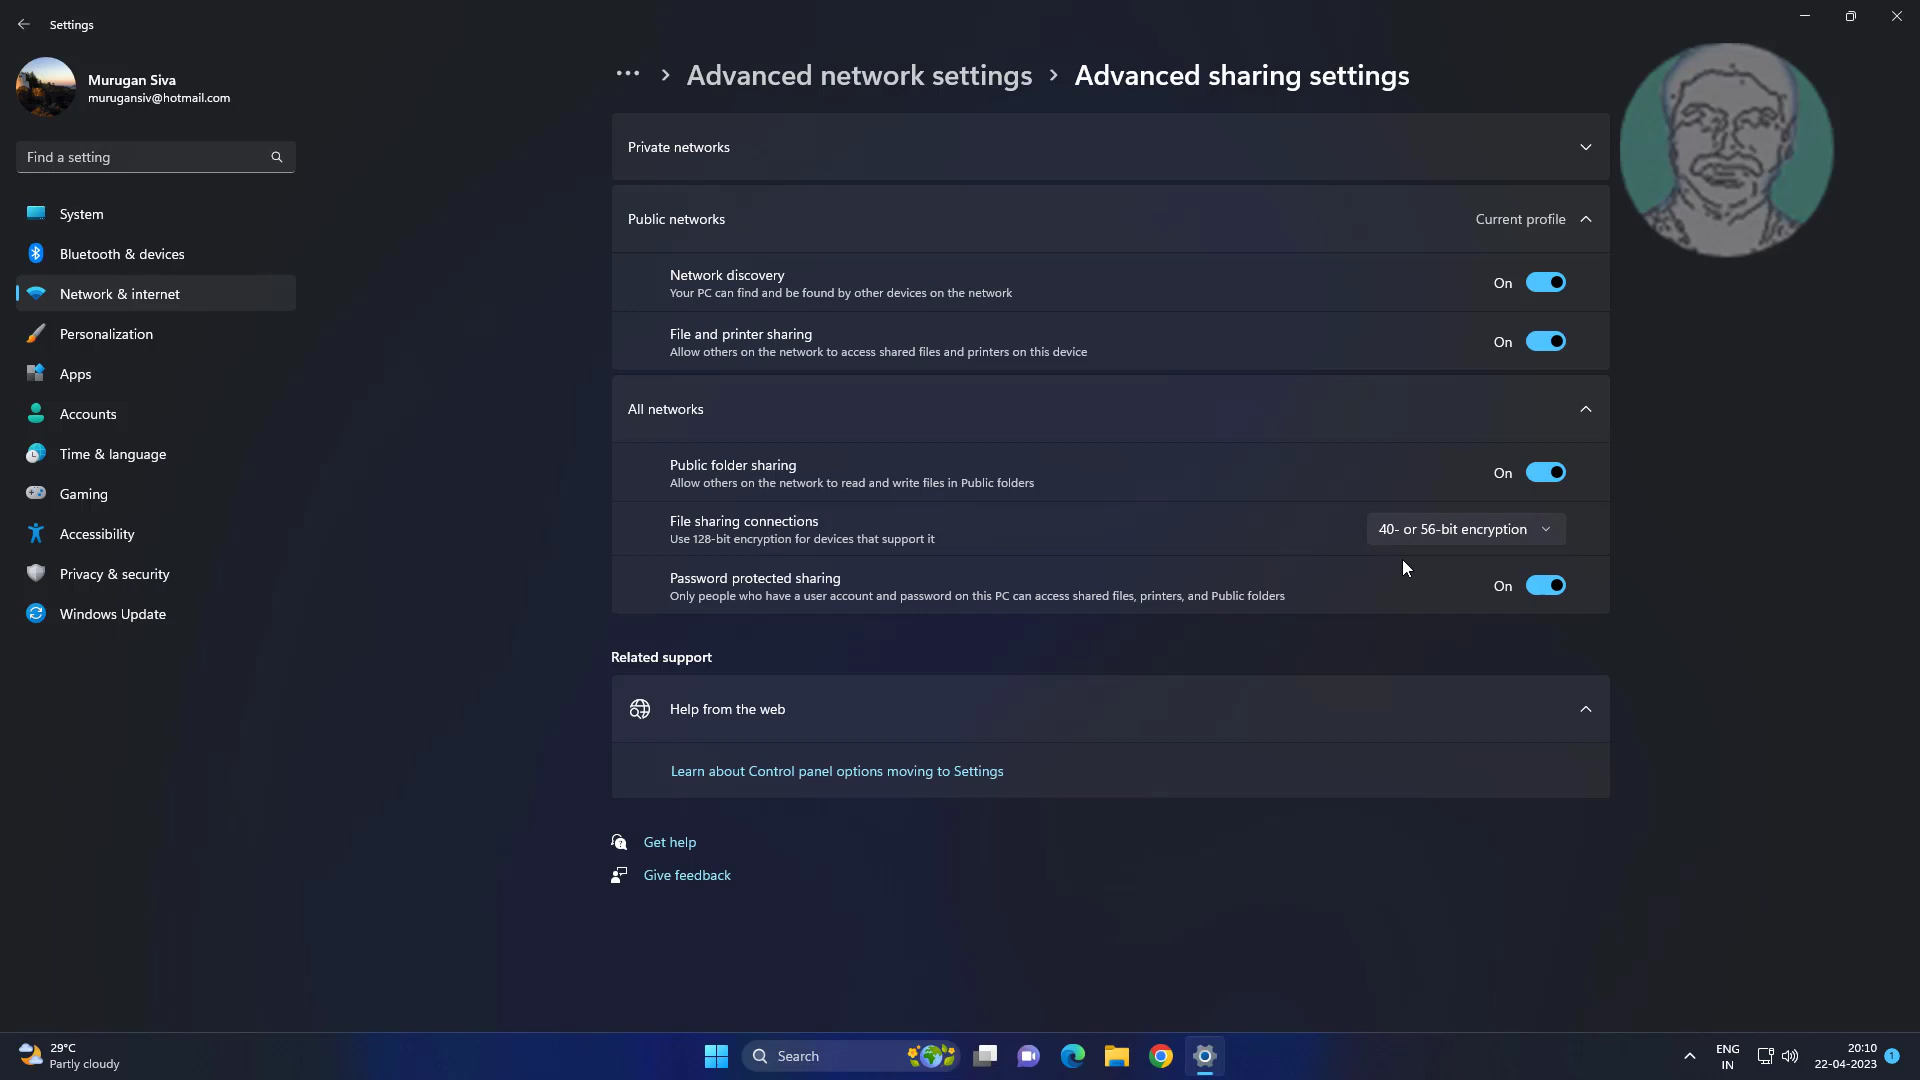 Settings
Murugan Siva
murugansiv@hotmail.com
Find a setting
System
Bluetooth & devices
Network & internet
Personalization
Apps
Accounts
Time & language
Gaming
Accessibility
Privacy & security
Windows Update
··· > Advanced network settings > Advanced sharing settings
Private networks
Public networks Current profile
Network discovery
Your PC can find and be found by other devices on the network
On
File and printer sharing
Allow others on the network to access shared files and printers on this device
On
All networks
Public folder sharing
Allow others on the network to read and write files in Public folders
On
File sharing connections
Use 128-bit encryption for devices that support it
40- or 56-bit encryption
Password protected sharing
Only people who have a user account and password on this PC can access shared files, printers, and Public folders
On
Related support
Help from the web
Learn about Control panel options moving to Settings
Get help
Give feedback
29°C
Partly cloudy
Search
ENG
IN
20:10
22-04-2023
1